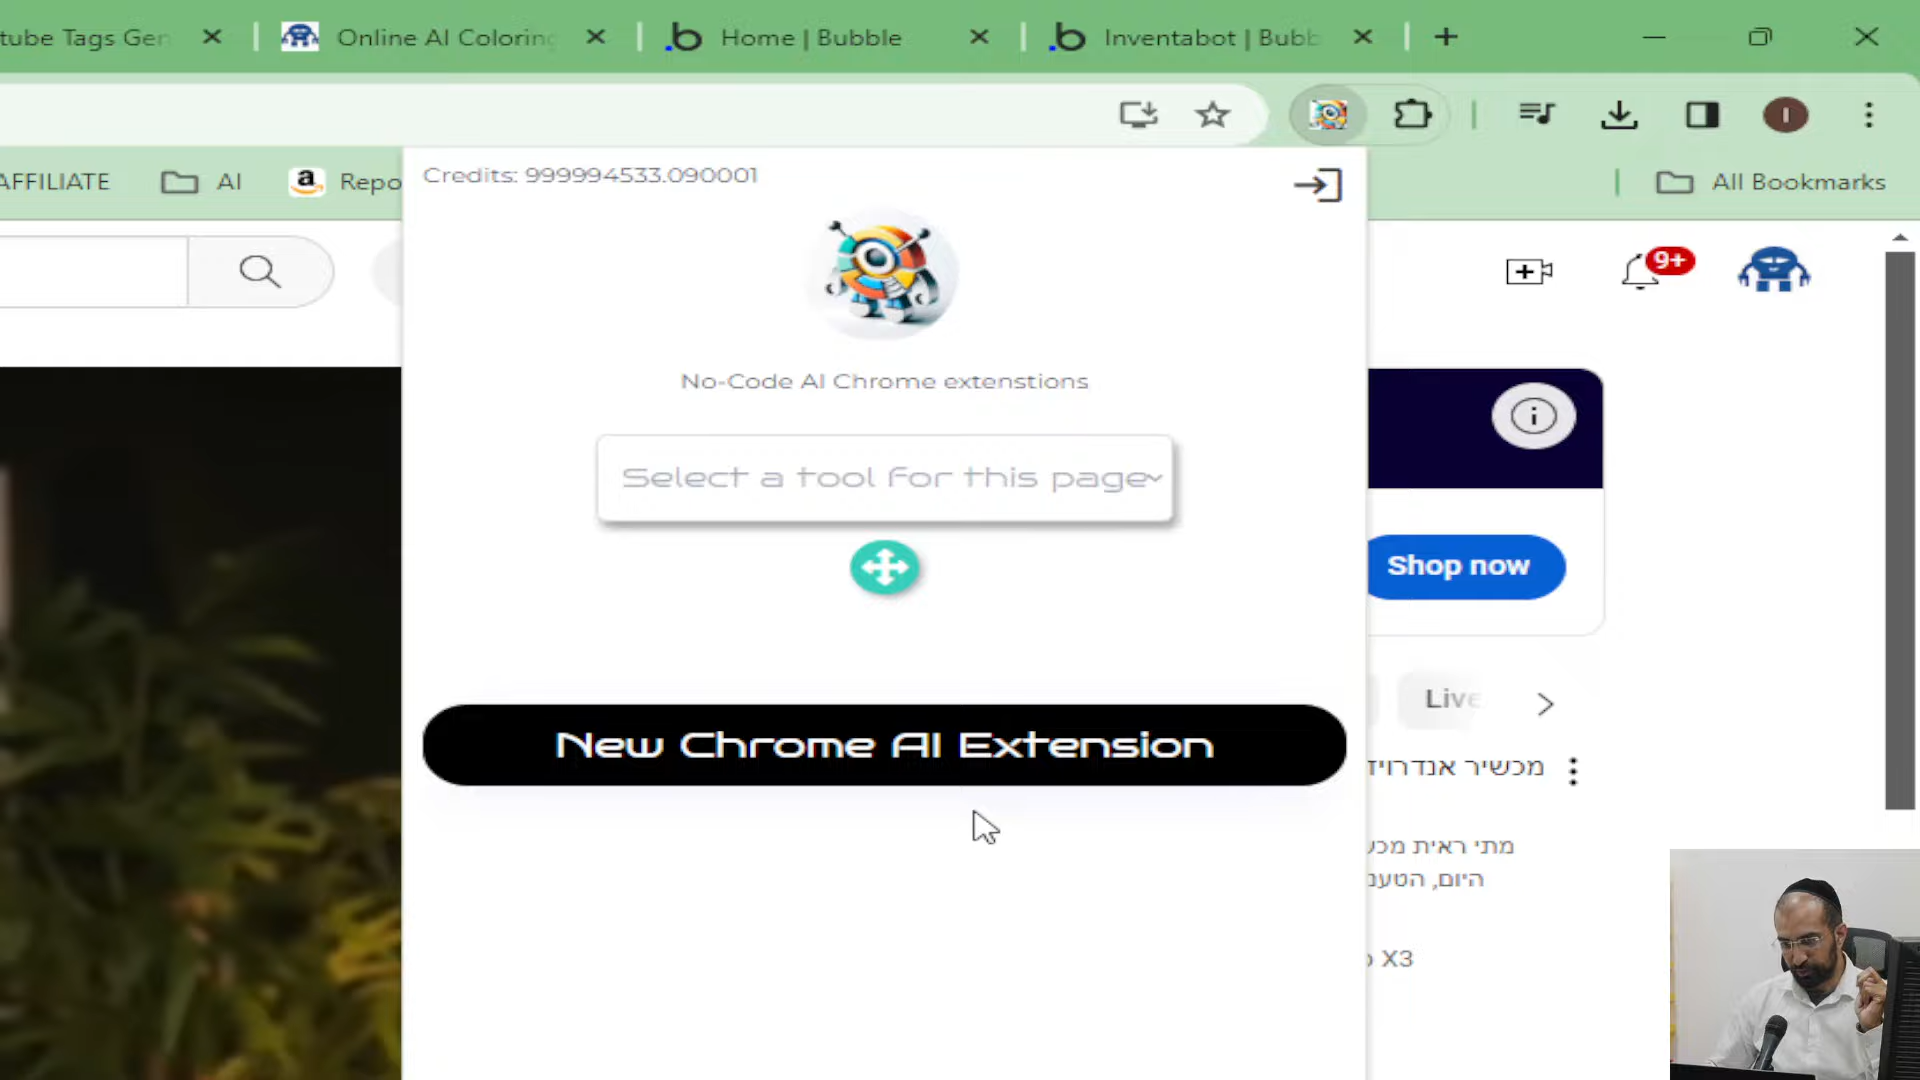 tube Tags Gen
Online AI Coloring
Home | Bubble
Inventabot | Bubb
AFFILIATE
AI
a
Repo
All Bookmarks
I
Credits: 999994533.090001
9+
No-Code AI Chrome extenstions
Select a tool for this page
Shop now
New Chrome AI Extension
Live
מכשיר אנדרויד
מתי ראית מכש
היום, הטענ
X3